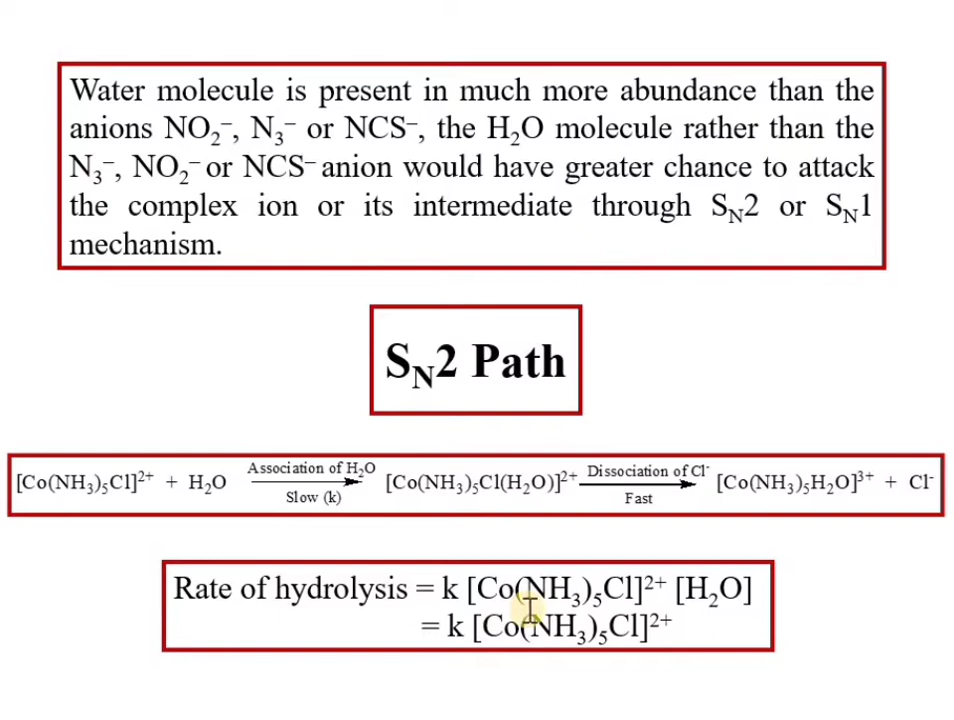 Water molecule is present in much more abundance than the
anions NO₂⁻, N₃⁻ or NCS⁻, the H₂O molecule rather than the
N₃⁻, NO₂⁻ or NCS⁻ anion would have greater chance to attack
the complex ion or its intermediate through Sɴ2 or Sɴ1
mechanism.
Sɴ2 Path
[Co(NH₃)₅Cl]²⁺ + H₂O Association of H₂O Slow (k) [Co(NH₃)₅Cl(H₂O)]²⁺ Dissociation of Cl⁻ Fast [Co(NH₃)₅H₂O]³⁺ + Cl⁻
Rate of hydrolysis = k [Co(NH₃)₅Cl]²⁺ [H₂O]
= k [Co(NH₃)₅Cl]²⁺